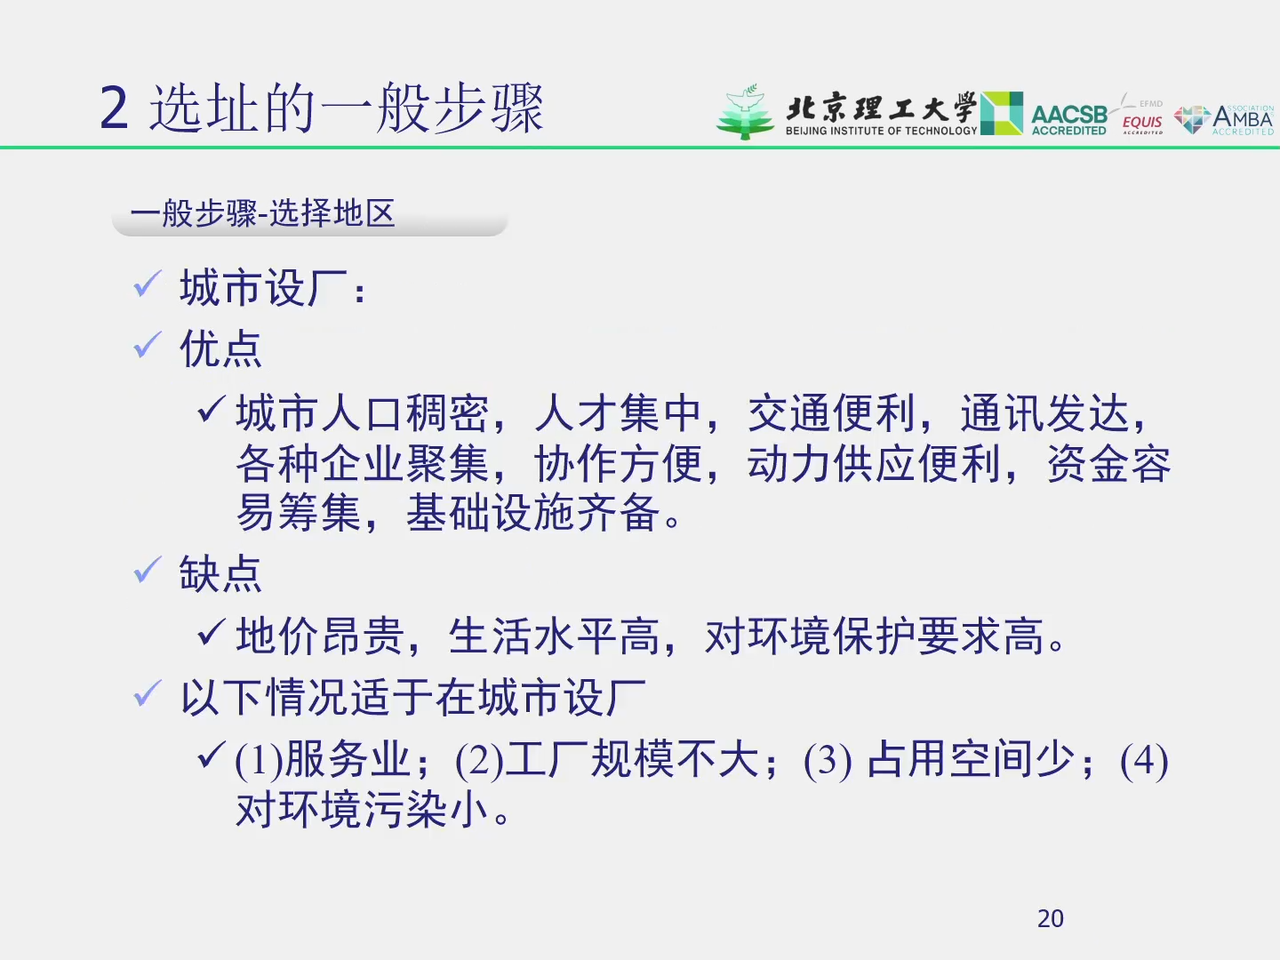 2 选址的一般步骤
北京理工大学
BEIJING INSTITUTE OF TECHNOLOGY
AACSB
ACCREDITED
EFMD
EQUIS
ACCREDITED
ASSOCIATION
AMBA
ACCREDITED
一般步骤-选择地区
城市设厂：
优点
城市人口稠密，人才集中，交通便利，通讯发达，
各种企业聚集，协作方便，动力供应便利，资金容
易筹集，基础设施齐备。
缺点
地价昂贵，生活水平高，对环境保护要求高。
以下情况适于在城市设厂
(1)服务业；(2)工厂规模不大；(3) 占用空间少；(4)
对环境污染小。
20